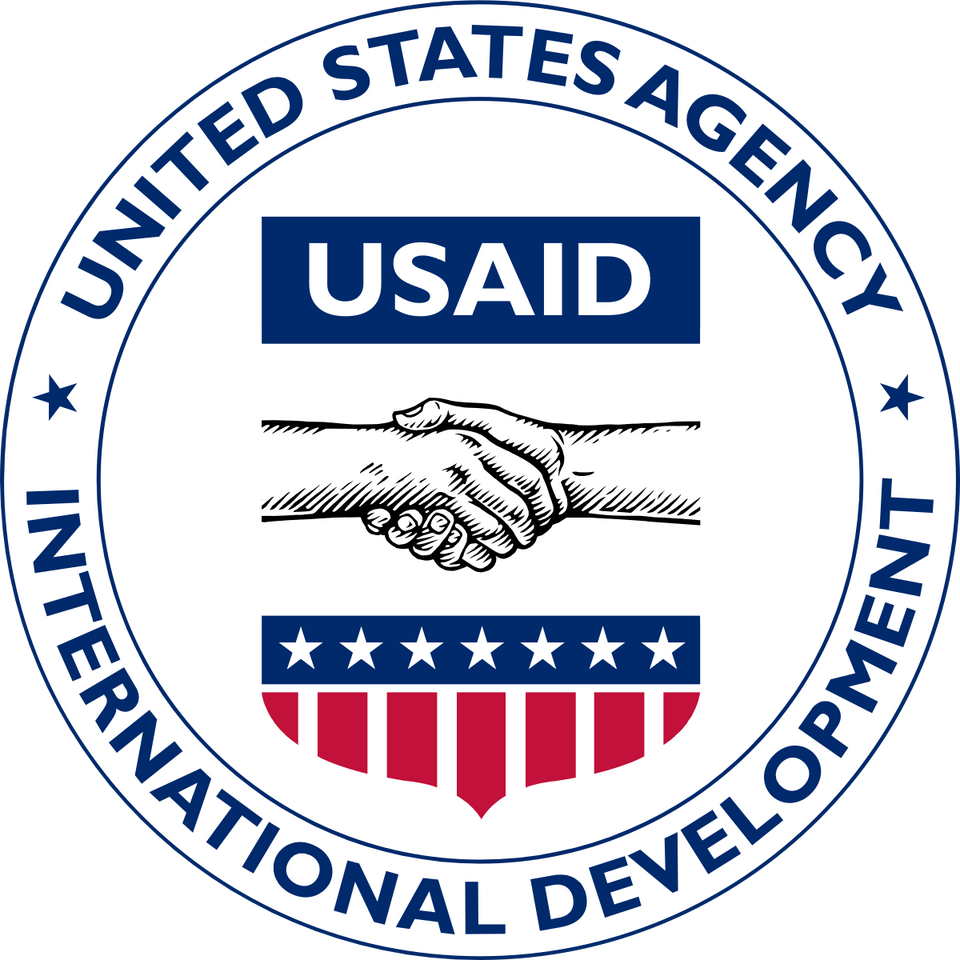 UNITED STATES AGENCY
USAID
INTERNATIONAL DEVELOPMENT